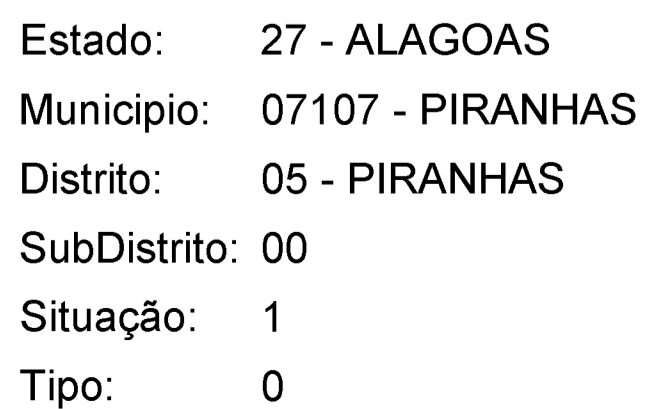 Estado: 27 - ALAGOAS
Municipio: 07107 - PIRANHAS
Distrito: 05 - PIRANHAS
SubDistrito: 00
Situação: 1
Tipo: 0